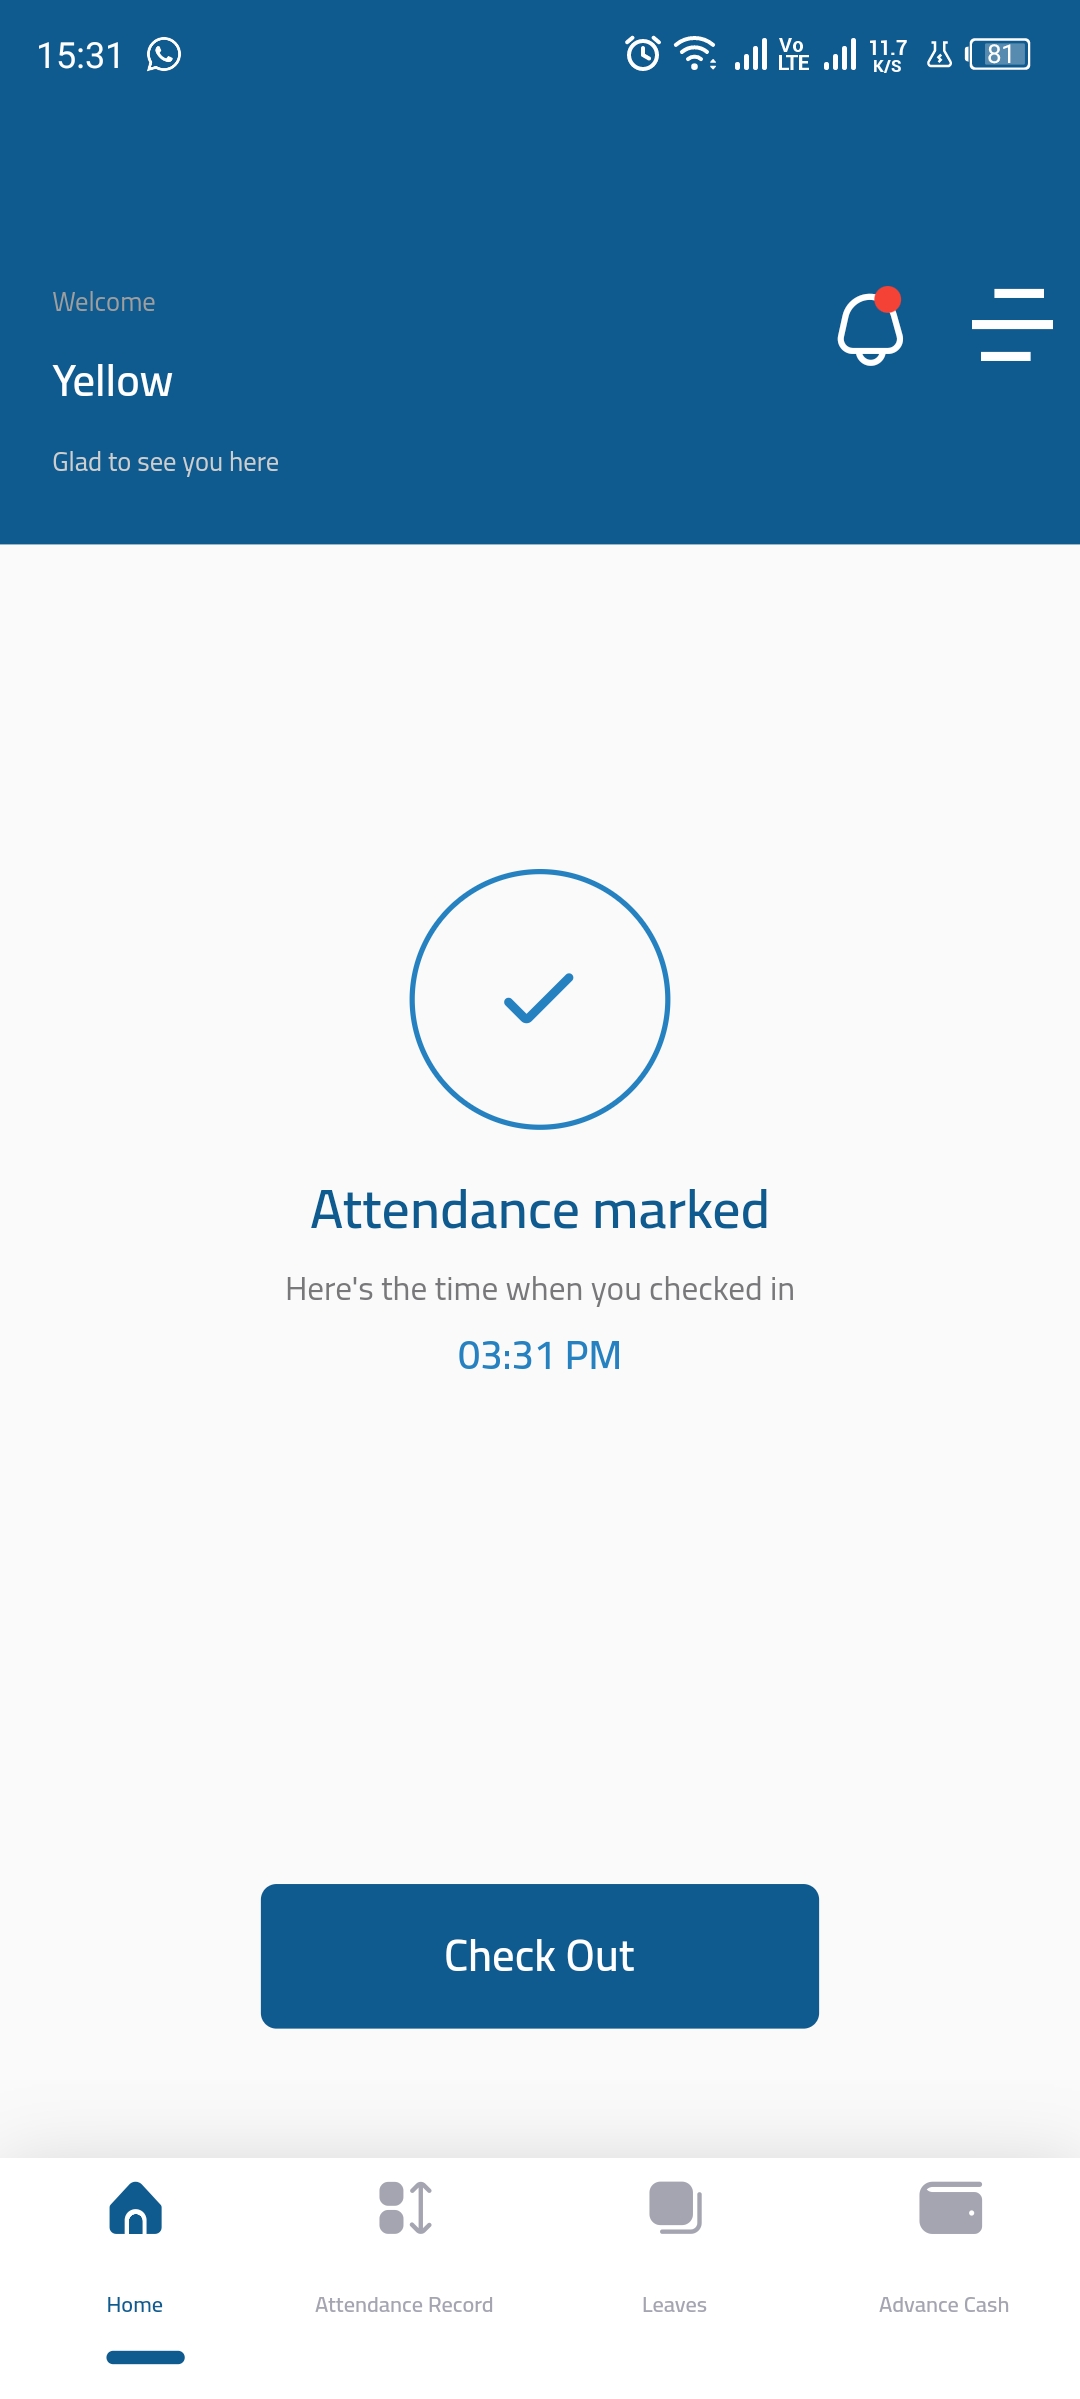 15:31
Vo LTE
11.7 K/S
81
Welcome
Yellow
Glad to see you here
Attendance marked
Here's the time when you checked in
03:31 PM
Check Out
Home
Attendance Record
Leaves
Advance Cash